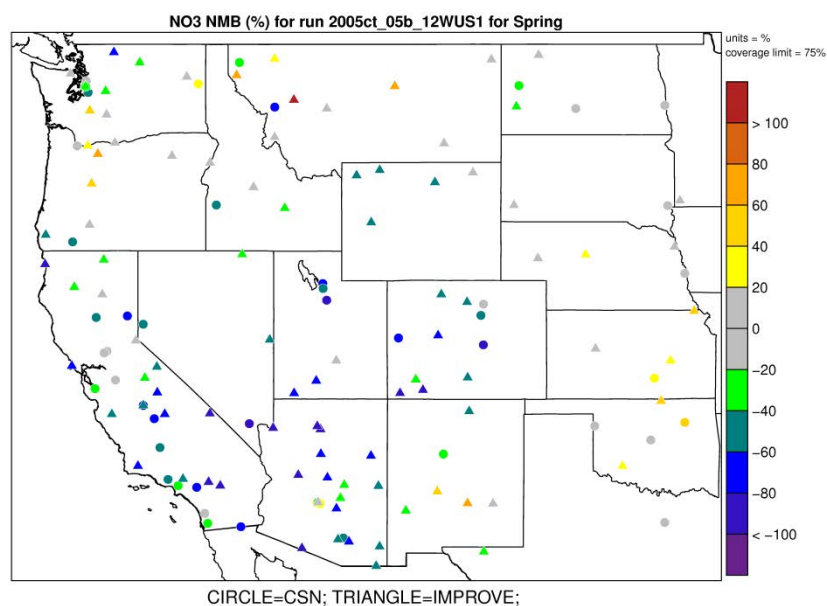 NO3 NMB (%) for run 2005ct_05b_12WUS1 for Spring
units = %
coverage limit = 75%
> 100
80
60
40
20
0
−20
−40
−60
−80
< −100
CIRCLE=CSN; TRIANGLE=IMPROVE;